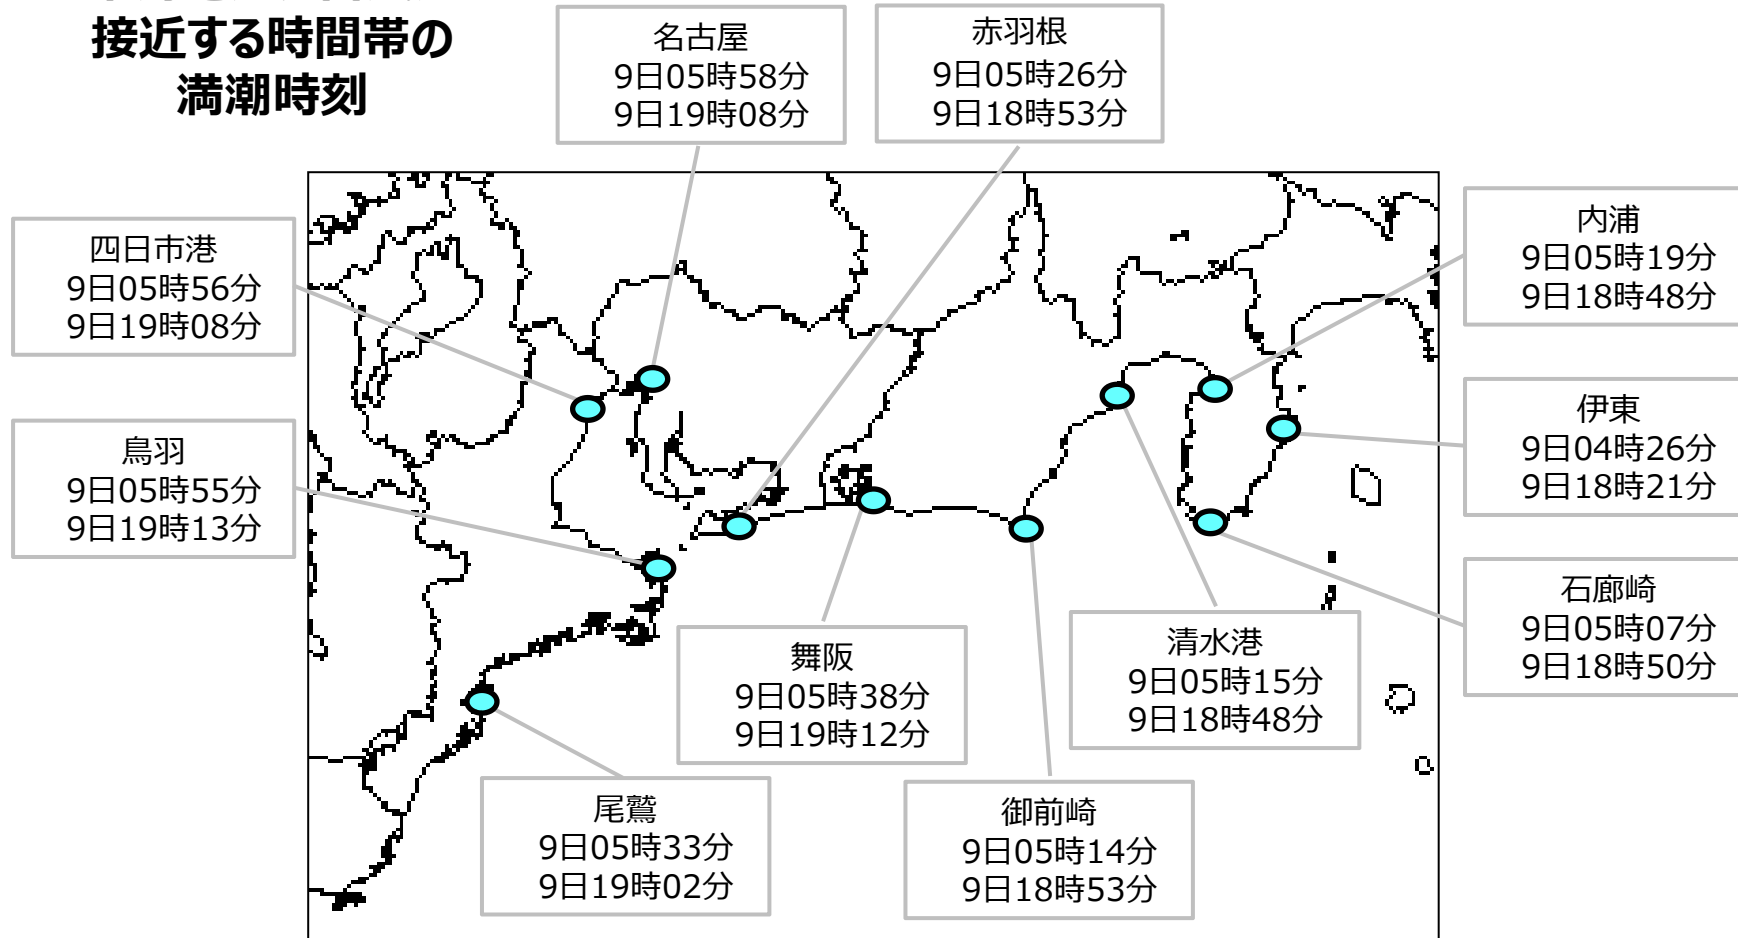 接近する時間帯の
満潮時刻
名古屋
9日05時58分
9日19時08分
赤羽根
9日05時26分
9日18時53分
四日市港
9日05時56分
9日19時08分
内浦
9日05時19分
9日18時48分
鳥羽
9日05時55分
9日19時13分
伊東
9日04時26分
9日18時21分
石廊崎
9日05時07分
9日18時50分
舞阪
9日05時38分
9日19時12分
清水港
9日05時15分
9日18時48分
尾鷲
9日05時33分
9日19時02分
御前崎
9日05時14分
9日18時53分